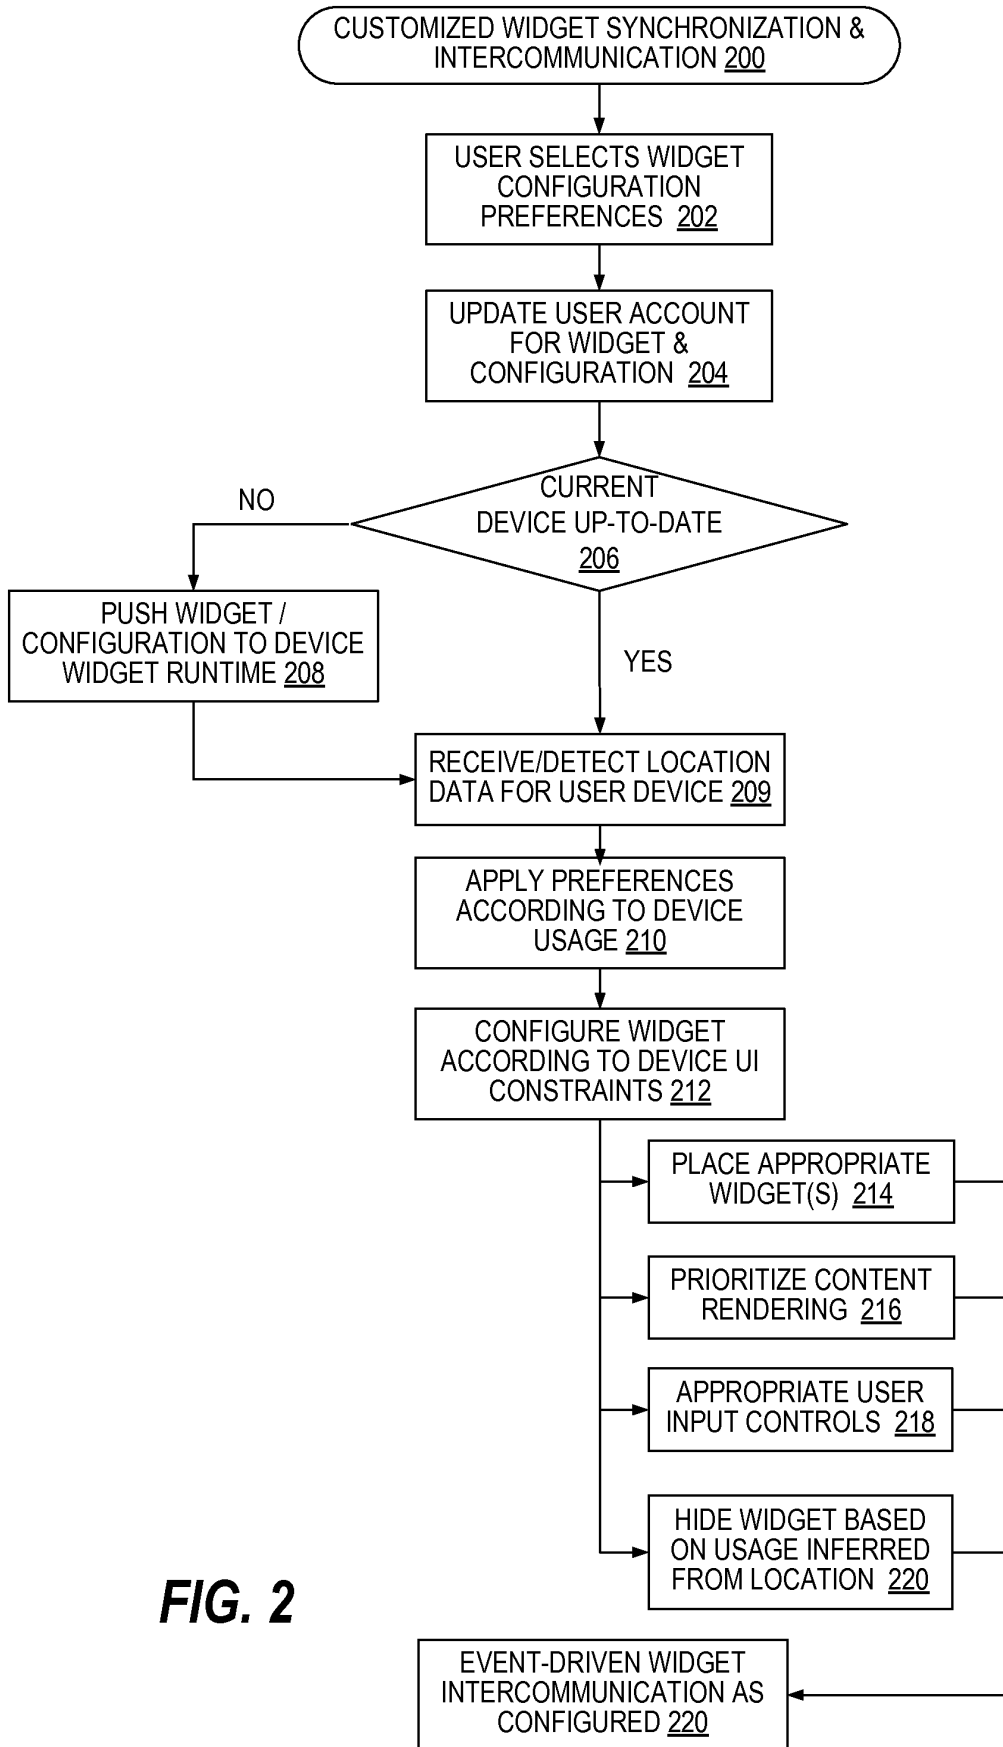 CUSTOMIZED WIDGET SYNCHRONIZATION &
INTERCOMMUNICATION 200
USER SELECTS WIDGET
CONFIGURATION
PREFERENCES 202
UPDATE USER ACCOUNT
FOR WIDGET &
CONFIGURATION 204
CURRENT
DEVICE UP-TO-DATE
206
NO
PUSH WIDGET /
CONFIGURATION TO DEVICE
WIDGET RUNTIME 208
YES
RECEIVE/DETECT LOCATION
DATA FOR USER DEVICE 209
APPLY PREFERENCES
ACCORDING TO DEVICE
USAGE 210
CONFIGURE WIDGET
ACCORDING TO DEVICE UI
CONSTRAINTS 212
PLACE APPROPRIATE
WIDGET(S) 214
PRIORITIZE CONTENT
RENDERING 216
APPROPRIATE USER
INPUT CONTROLS 218
HIDE WIDGET BASED
ON USAGE INFERRED
FROM LOCATION 220
FIG. 2
EVENT-DRIVEN WIDGET
INTERCOMMUNICATION AS
CONFIGURED 220